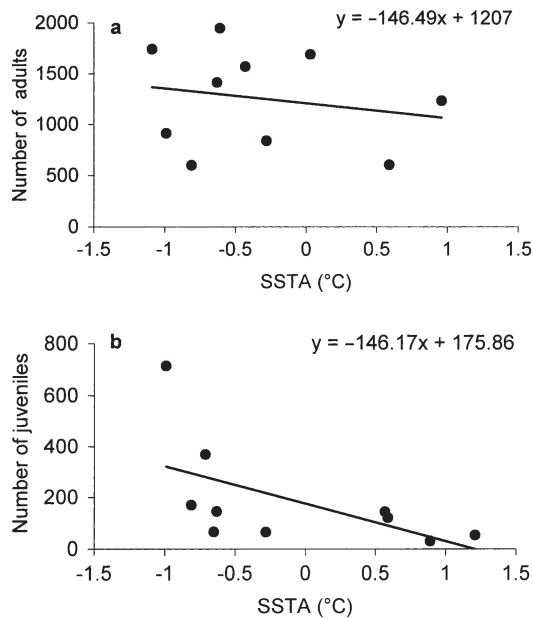 a
y = −146.49x + 1207
Number of adults
2000
1500
1000
500
0
-1.5 -1 -0.5 0 0.5 1 1.5
SSTA (°C)
b
y = −146.17x + 175.86
Number of juveniles
800
600
400
200
0
-1.5 -1 -0.5 0 0.5 1 1.5
SSTA (°C)